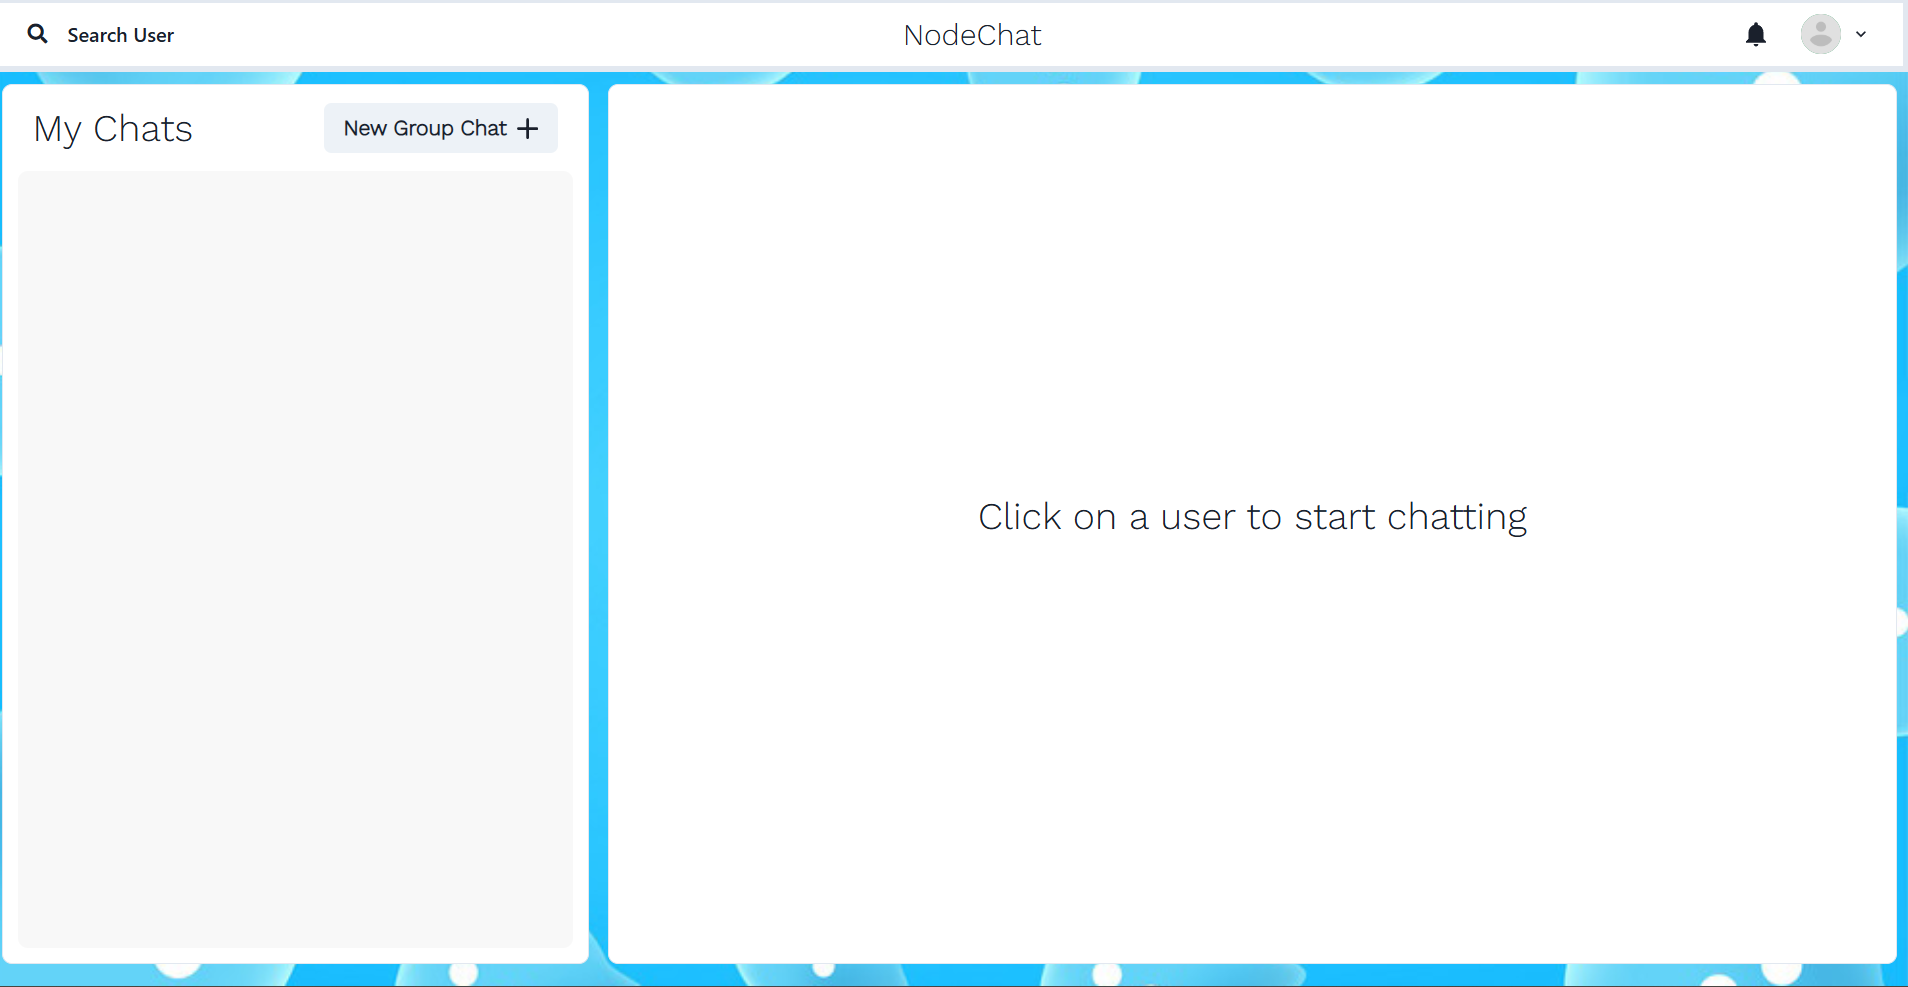 Search User
NodeChat
My Chats
New Group Chat
Click on a user to start chatting